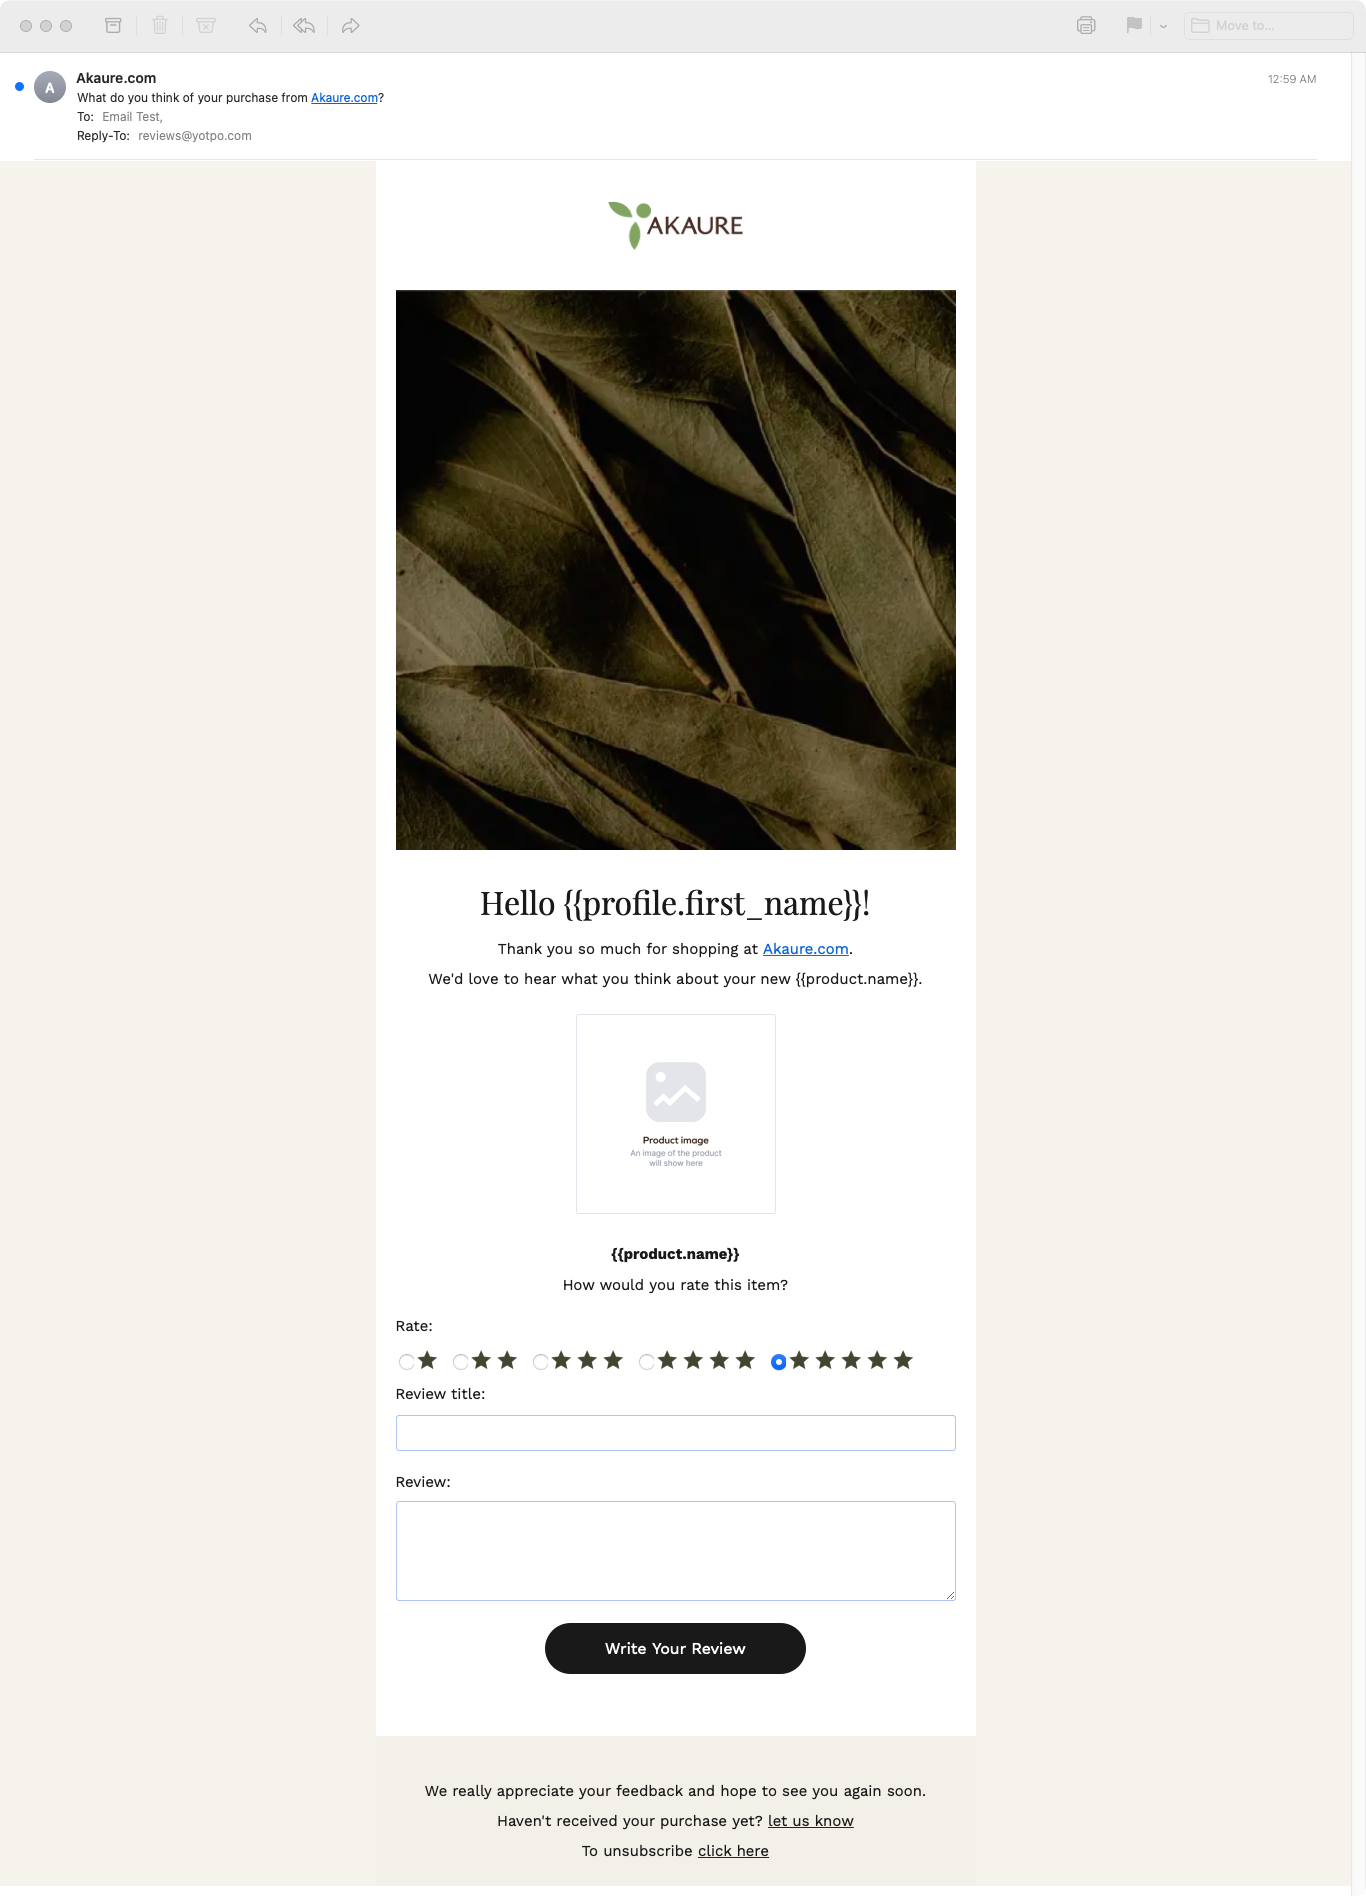 Move to...
A
Akaure.com
12:59 AM
What do you think of your purchase from Akaure.com?
To: Email Test,
Reply-To: reviews@yotpo.com
AKAURE
Hello {{profile.first_name}}!
Thank you so much for shopping at Akaure.com.
We'd love to hear what you think about your new {{product.name}}.
Product image
An image of the product
will show here
{{product.name}}
How would you rate this item?
Rate:
Review title:
Review:
Write Your Review
We really appreciate your feedback and hope to see you again soon.
Haven't received your purchase yet? let us know
To unsubscribe click here